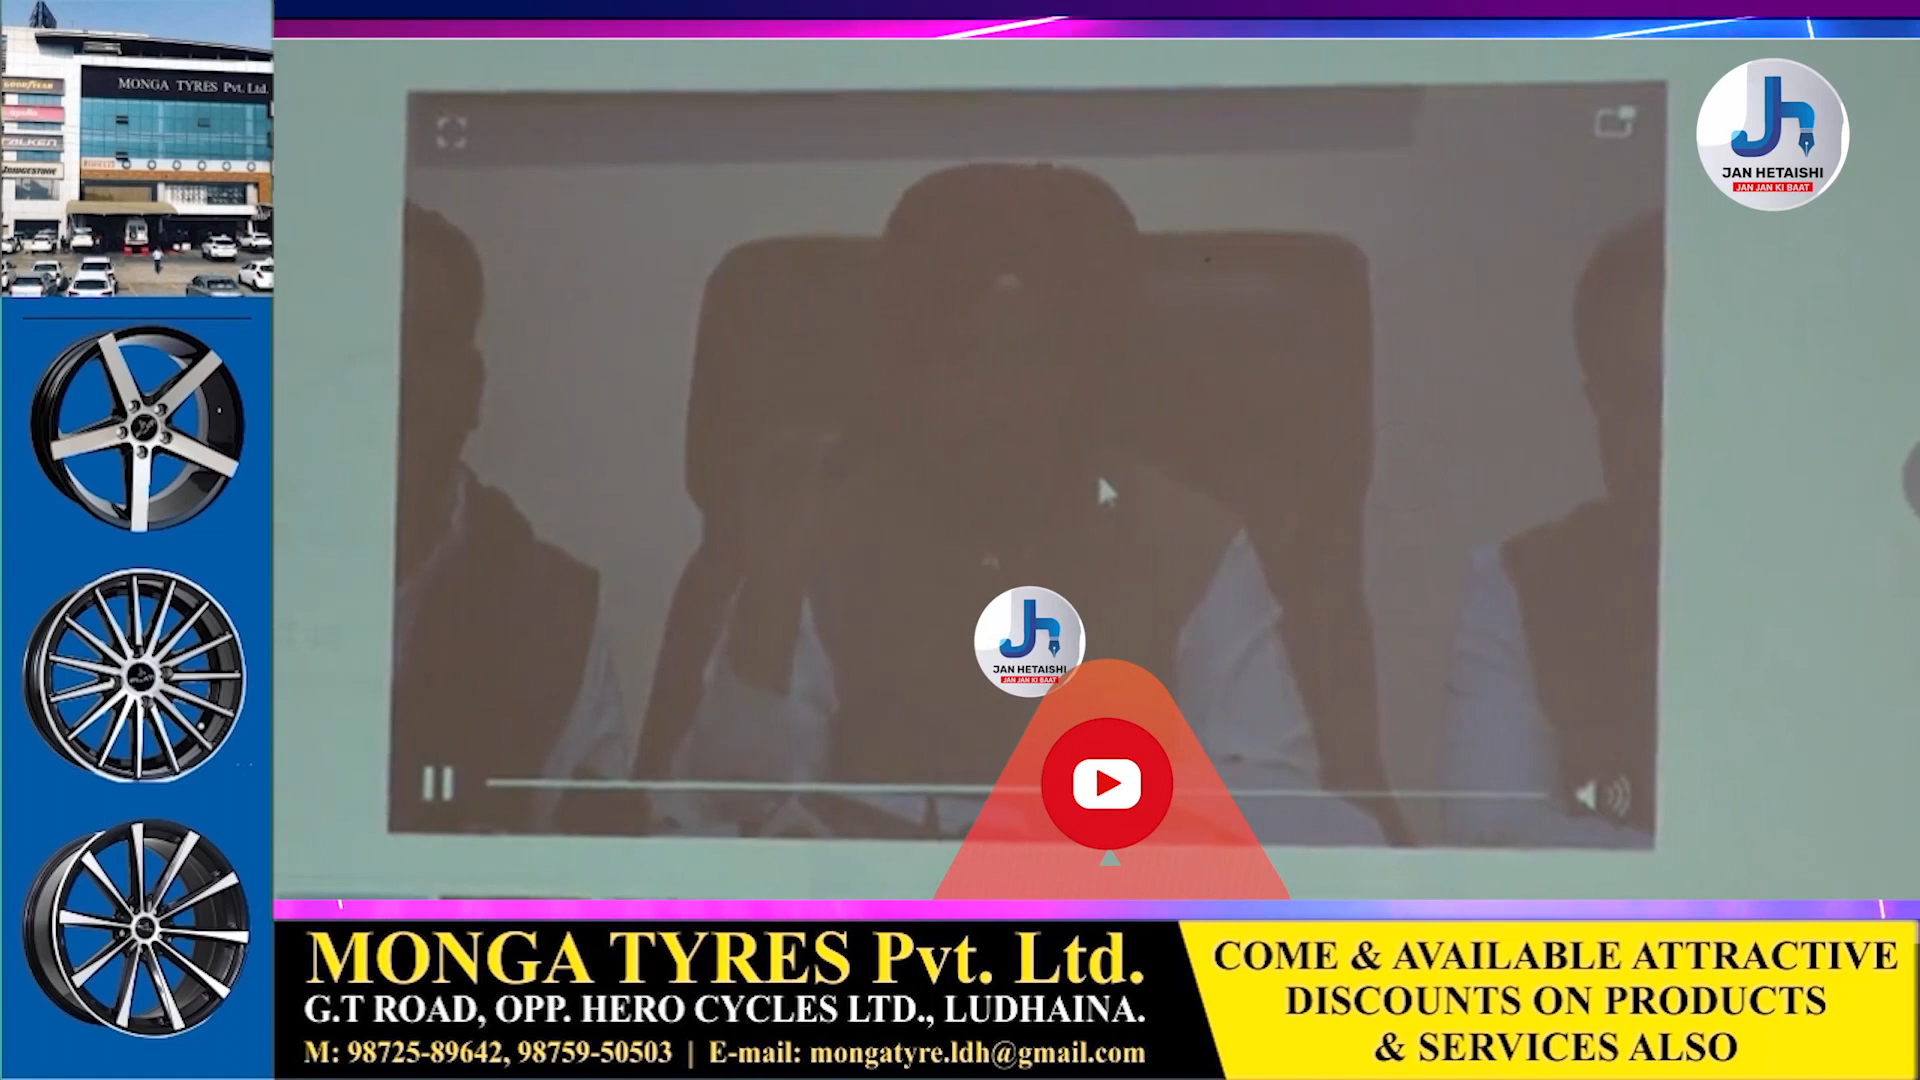 GOODYEAR
MONGA TYRES Pvt. Ltd.
apollo
FALKEN
BRIDGESTONE
JAN HETAISHI
JAN JAN KI BAAT
JAN HETAISHI
JAN JAN KI BAAT
MONGA TYRES Pvt. Ltd.
G.T ROAD, OPP. HERO CYCLES LTD., LUDHAINA.
M: 98725-89642, 98759-50503 | E-mail: mongatyre.ldh@gmail.com
COME & AVAILABLE ATTRACTIVE
DISCOUNTS ON PRODUCTS
& SERVICES ALSO